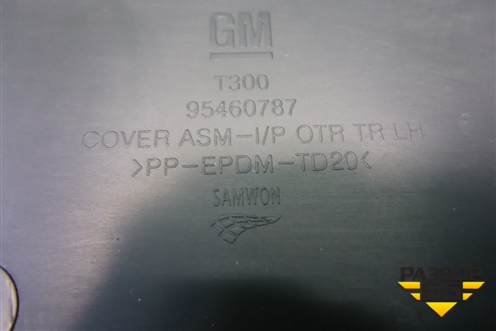 GM
T300
95460787
COVER ASM-I/P OTR TR LH
>PP-EPDM-TD20<
SAMWON